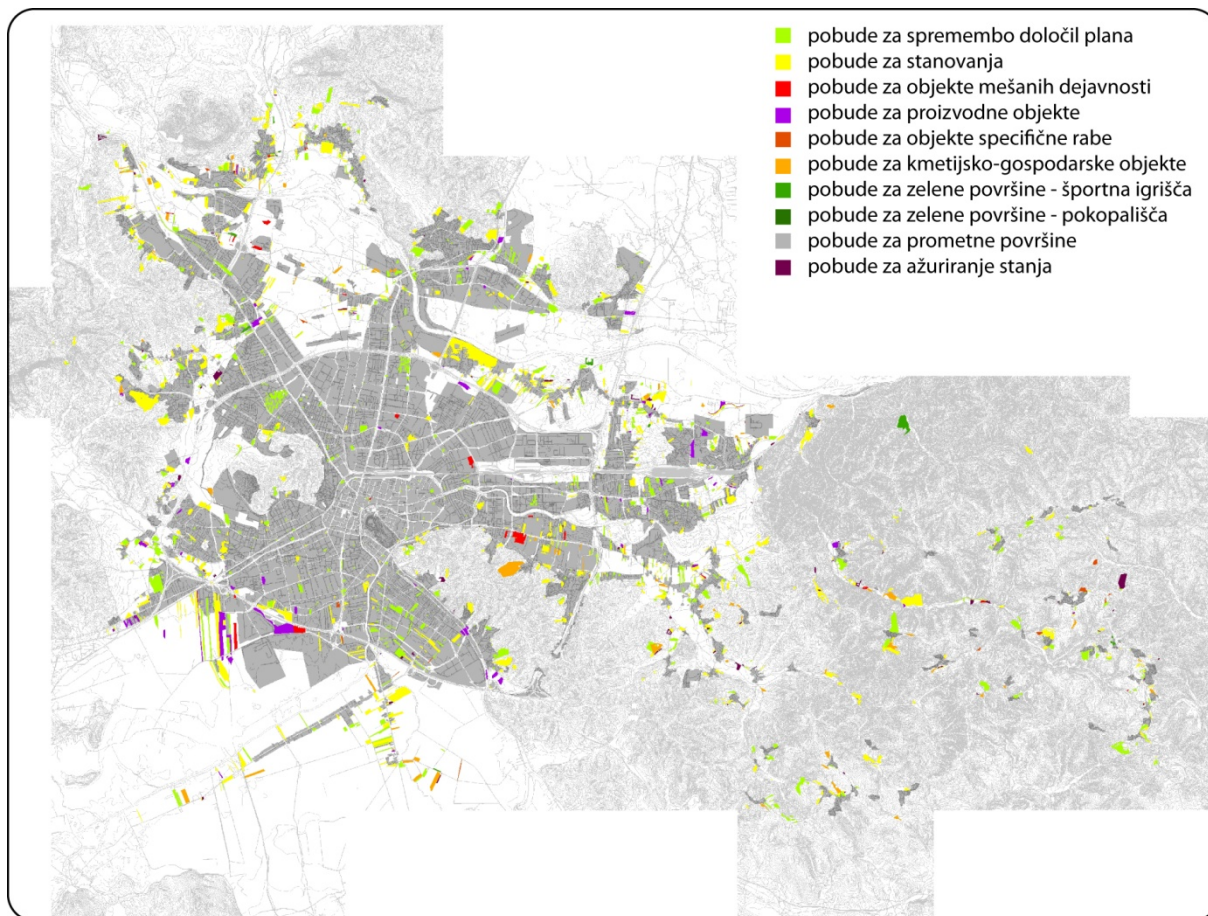 pobude za spremembo določil plana
pobude za stanovanja
pobude za objekte mešanih dejavnosti
pobude za proizvodne objekte
pobude za objekte specifične rabe
pobude za kmetijsko-gospodarske objekte
pobude za zelene površine - športna igrišča
pobude za zelene površine - pokopališča
pobude za prometne površine
pobude za ažuriranje stanja